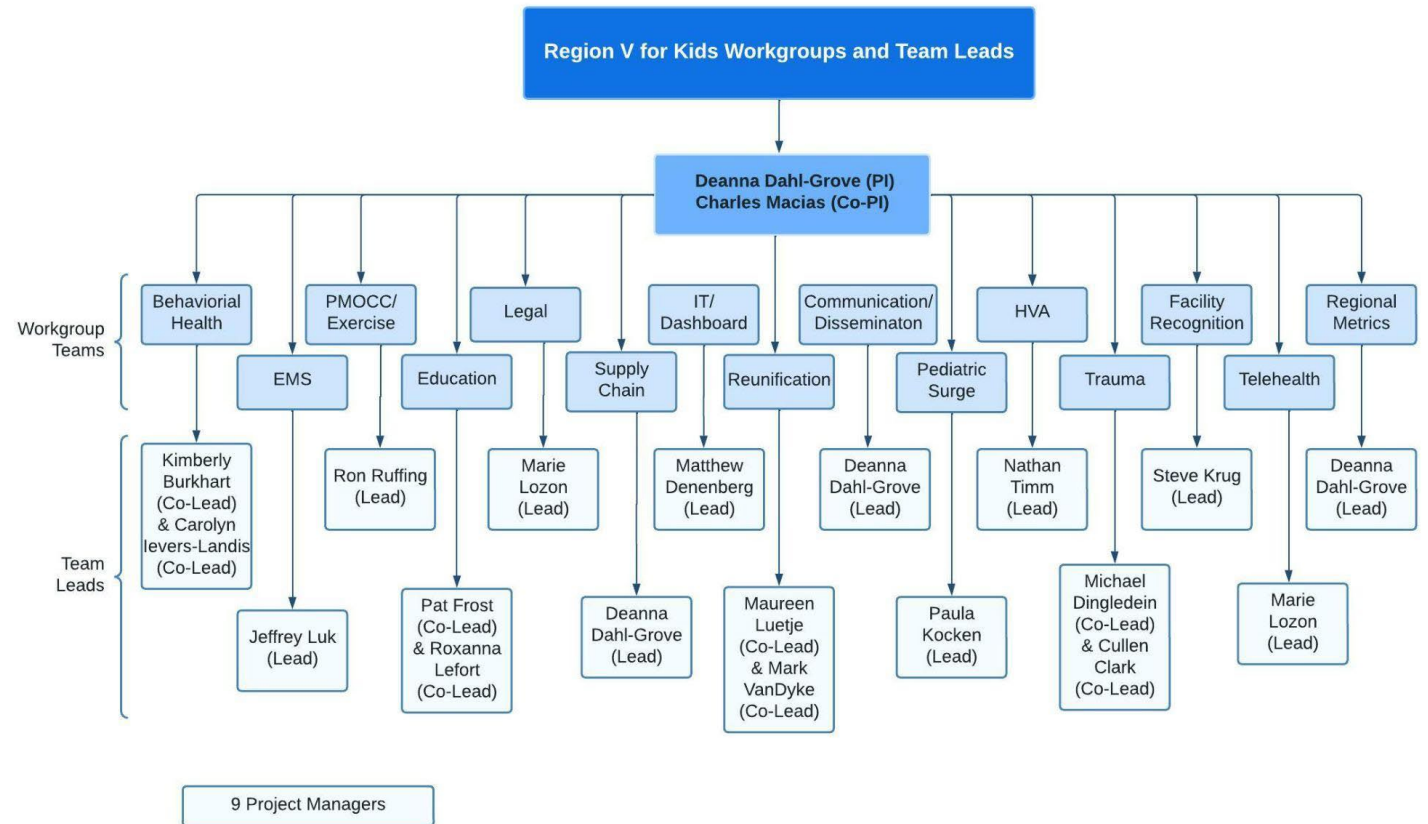 Region V for Kids Workgroups and Team Leads
Deanna Dahl-Grove (PI)
Charles Macias (Co-PI)
Workgroup
Teams
Behaviorial
Health
EMS
PMOCC/
Exercise
Education
Legal
Supply
Chain
IT/
Dashboard
Reunification
Communication/
Disseminaton
Pediatric
Surge
HVA
Trauma
Facility
Recognition
Telehealth
Regional
Metrics
Team
Leads
Kimberly
Burkhart
(Co-Lead)
& Carolyn
Ievers-Landis
(Co-Lead)
Jeffrey Luk
(Lead)
Ron Ruffing
(Lead)
Pat Frost
(Co-Lead)
& Roxanna
Lefort
(Co-Lead)
Marie
Lozon
(Lead)
Deanna
Dahl-Grove
(Lead)
Matthew
Denenberg
(Lead)
Maureen
Luetje
(Co-Lead)
& Mark
VanDyke
(Co-Lead)
Deanna
Dahl-Grove
(Lead)
Paula
Kocken
(Lead)
Nathan
Timm
(Lead)
Michael
Dingledein
(Co-Lead)
& Cullen
Clark
(Co-Lead)
Steve Krug
(Lead)
Marie
Lozon
(Lead)
Deanna
Dahl-Grove
(Lead)
9 Project Managers